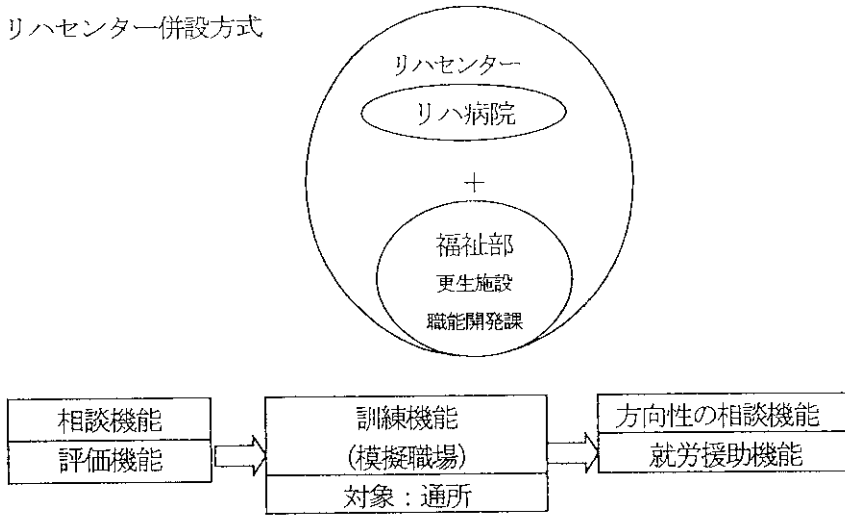 リハセンター併設方式
リハセンター
リハ病院
+
福祉部
更生施設
職能開発課
相談機能
評価機能
訓練機能
(模擬職場)
対象：通所
方向性の相談機能
就労援助機能